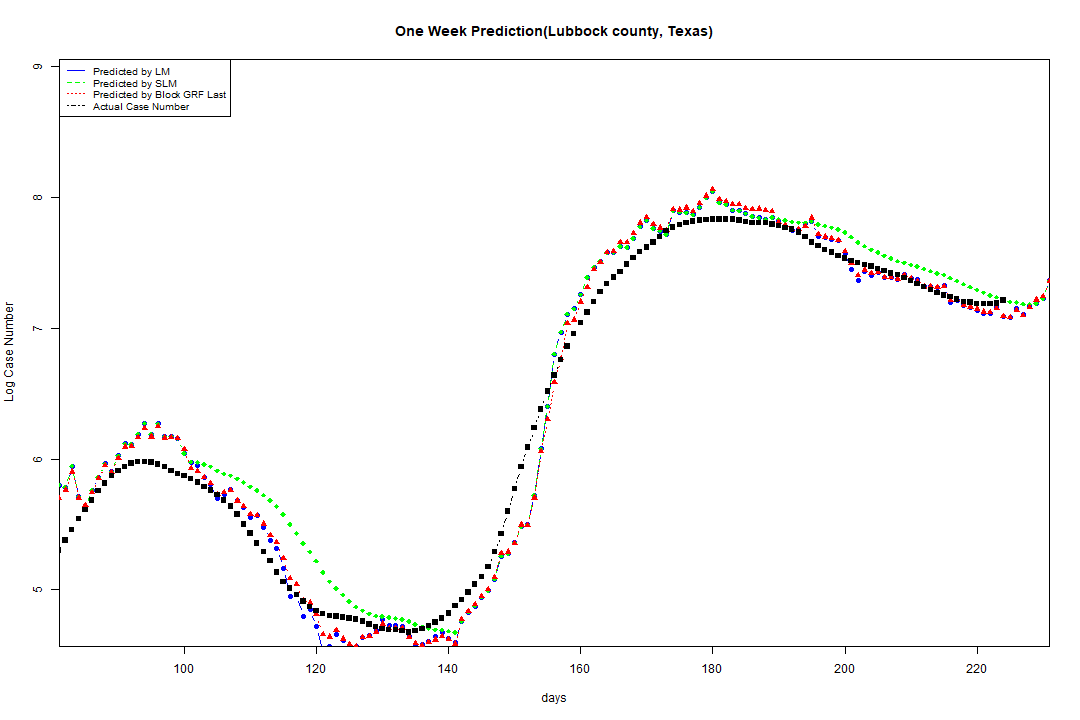 One Week Prediction(Lubbock county, Texas)
Predicted by LM
Predicted by SLM
Predicted by Block GRF Last
Actual Case Number
9
8
7
6
5
Log Case Number
100 120 140 160 180 200 220
days